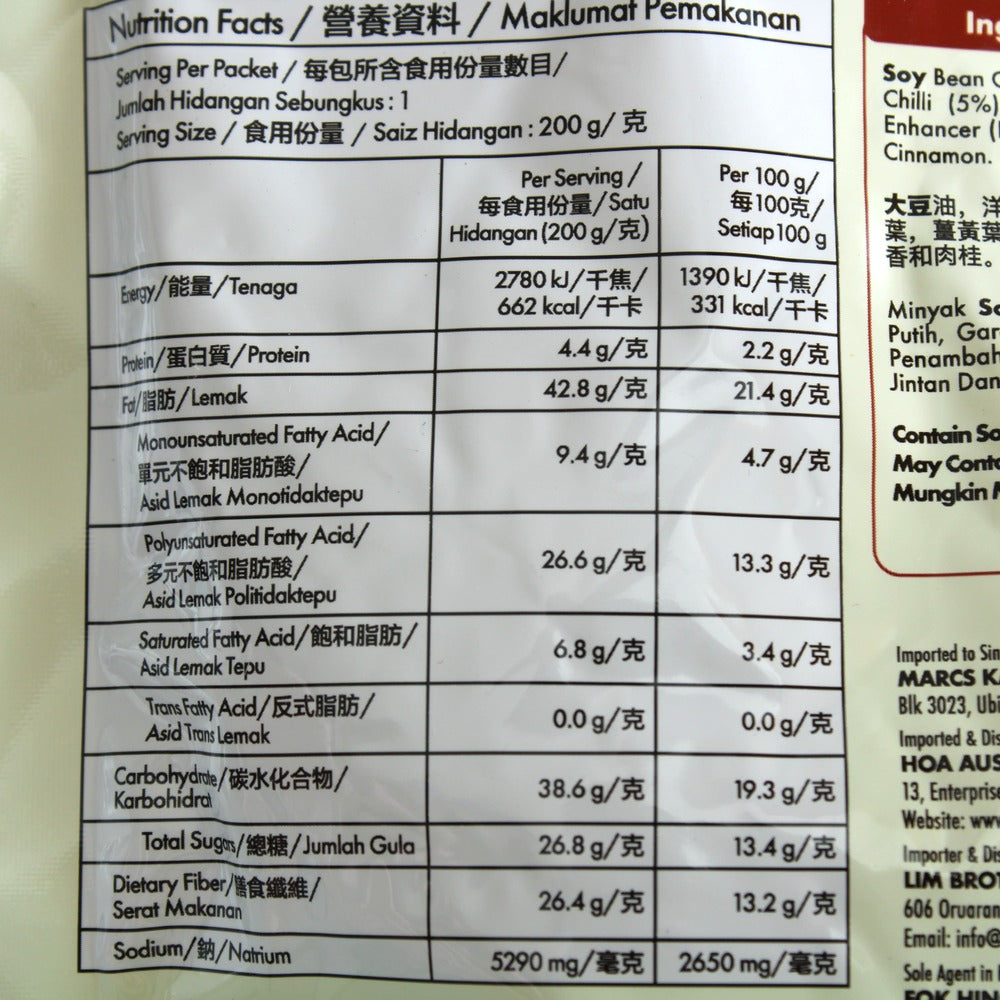 Nutrition Facts / 營養資料 / Maklumat Pemakanan
Serving Per Packet / 每包所含食用份量數目/
Jumlah Hidangan Sebungkus : 1
Serving Size / 食用份量 / Saiz Hidangan : 200 g/ 克
Per Serving /
每食用份量/Satu
Hidangan (200 g/克)
Per 100 g/
每100克/
Setiap 100 g
Energy/能量/Tenaga
2780 kJ/千焦/
662 kcal/千卡
1390 kJ/千焦/
331 kcal/千卡
Protein/蛋白質/Protein 4.4 g/克 2.2 g/克
Fat/脂肪/Lemak 42.8 g/克 21.4 g/克
Monounsaturated Fatty Acid/
單元不飽和脂肪酸/
Asid Lemak Monotidaktepu
9.4 g/克 4.7 g/克
Polyunsaturated Fatty Acid/
多元不飽和脂肪酸/
Asid Lemak Politidaktepu
26.6 g/克 13.3 g/克
Saturated Fatty Acid/飽和脂肪/
Asid Lemak Tepu
6.8 g/克 3.4 g/克
Trans Fatty Acid/反式脂肪/
Asid Trans Lemak
0.0 g/克 0.0 g/克
Carbohydrate/碳水化合物/
Karbohidrat
38.6 g/克 19.3 g/克
Total Sugars/總糖/Jumlah Gula 26.8 g/克 13.4 g/克
Dietary Fiber/膳食纖維/
Serat Makanan
26.4 g/克 13.2 g/克
Sodium/鈉/Natrium 5290 mg/毫克 2650 mg/毫克
Soy Bean
Chilli (5%)
Enhancer
Cinnamon.
大豆油，洋
葉，薑黃葉
香和肉桂。
Minyak
Putih,
Penambah
Jintan Dan
Contain
May
Mungkin
Imported to
MARCS
Blk 3023,
Imported &
HOA
13,
Website:
Importer &
LIM
606
Email:
Sole Agent in
FOK